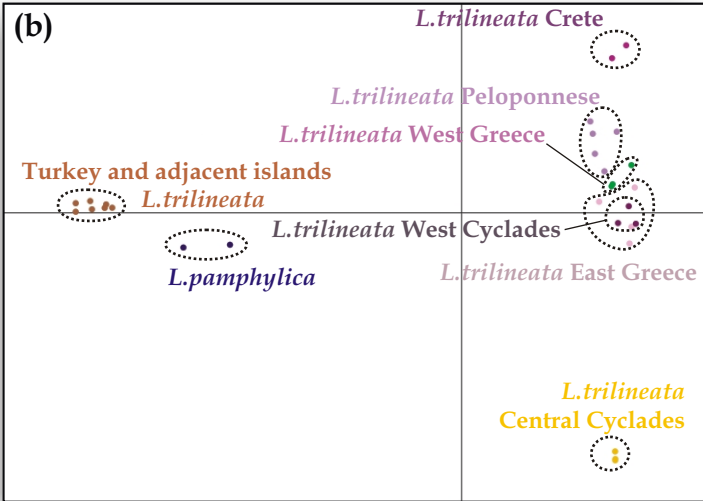 (b)
L.trilineata Crete
L.trilineata Peloponnese
L.trilineata West Greece
Turkey and adjacent islands
L.trilineata
L.trilineata West Cyclades
L.pamphylica
L.trilineata East Greece
L.trilineata
Central Cyclades